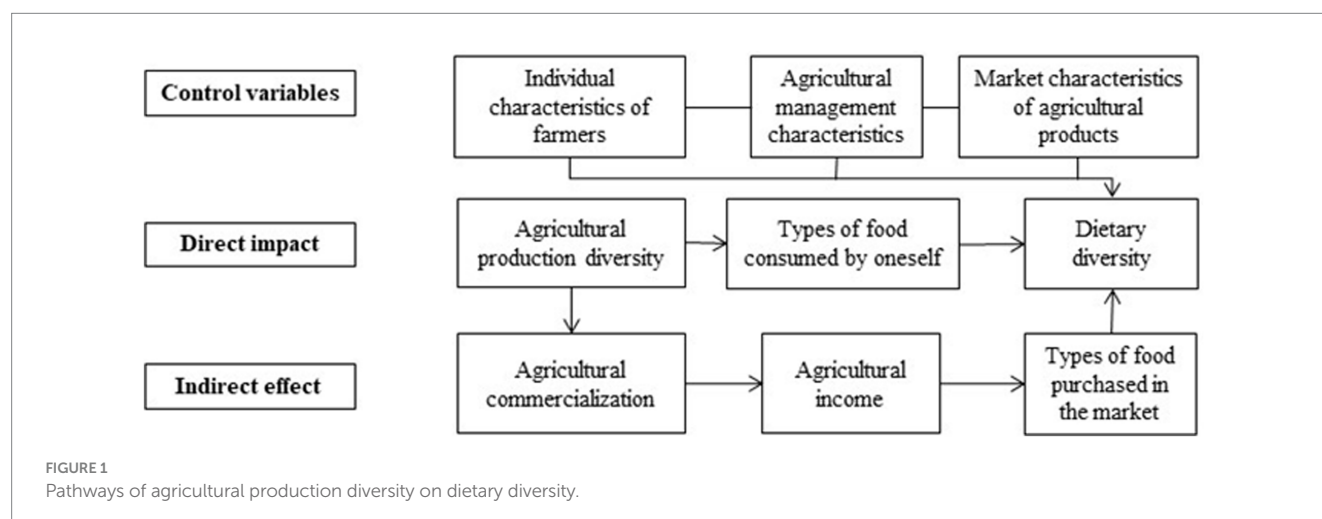 Control variables
Individual
characteristics of
farmers
Agricultural
management
characteristics
Market characteristics
of agricultural
products
Direct impact
Agricultural
production diversity
Types of food
consumed by oneself
Dietary
diversity
Indirect effect
Agricultural
commercialization
Agricultural
income
Types of food
purchased in
the market
FIGURE 1
Pathways of agricultural production diversity on dietary diversity.